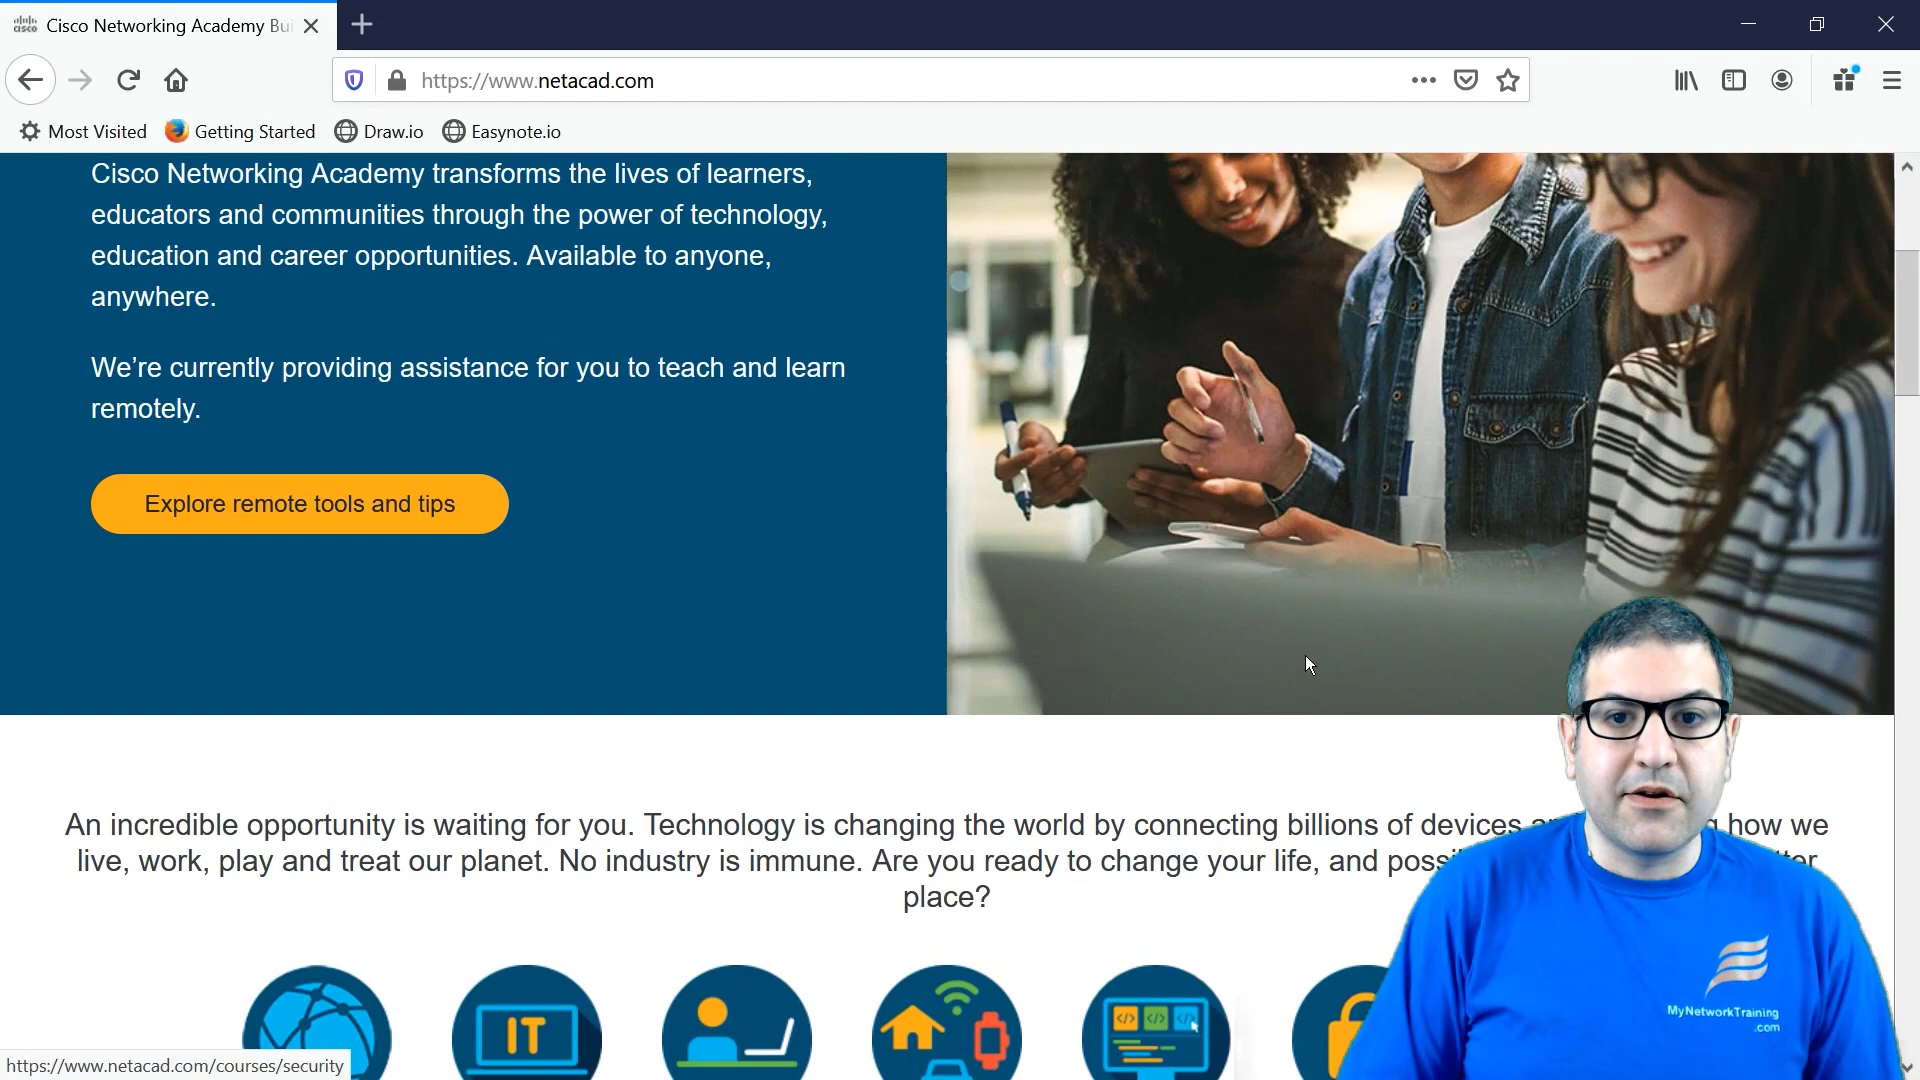 Cisco Networking Academy Bui
https://www.netacad.com
Most Visited
Getting Started
Draw.io
Easynote.io
Cisco Networking Academy transforms the lives of learners,
educators and communities through the power of technology,
education and career opportunities. Available to anyone,
anywhere.
We're currently providing assistance for you to teach and learn
remotely.
Explore remote tools and tips
An incredible opportunity is waiting for you. Technology is changing the world by connecting billions of devices how we
live, work, play and treat our planet. No industry is immune. Are you ready to change your life, and
place?
IT
MyNetworkTraining
.com
https://www.netacad.com/courses/security